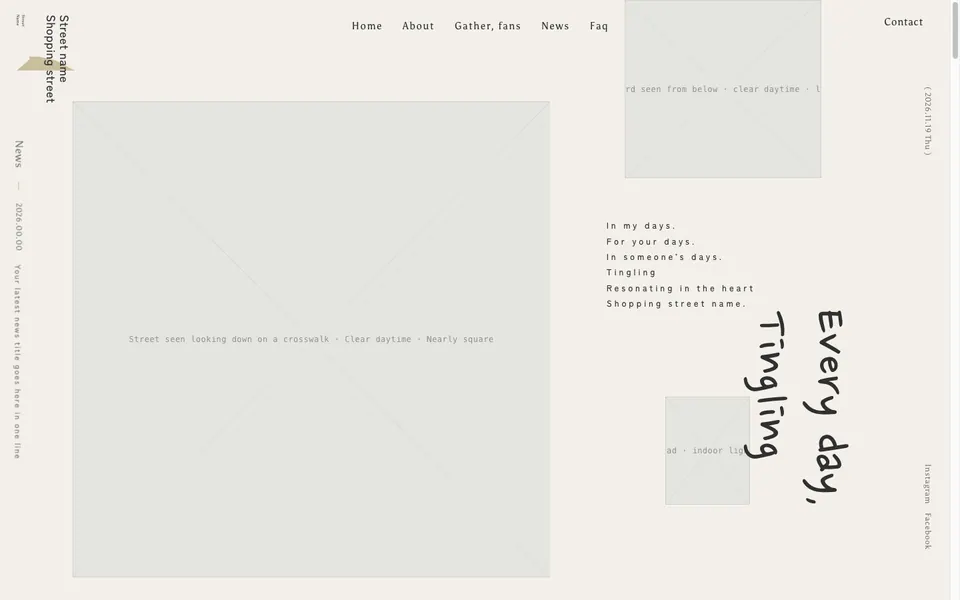 Street
Name
Street name
Shopping street
Home
About
Gather, fans
News
Faq
Contact
rd seen from below · clear daytime · l
( 2026.11.19 Thu )
News — 2026.00.00 Your latest news title goes here in one line
Street seen looking down on a crosswalk · Clear daytime · Nearly square
In my days.
For your days.
In someone's days.
Tingling
Resonating in the heart
Shopping street name.
Every day,
Tingling
ad · indoor lig
Instagram
Facebook